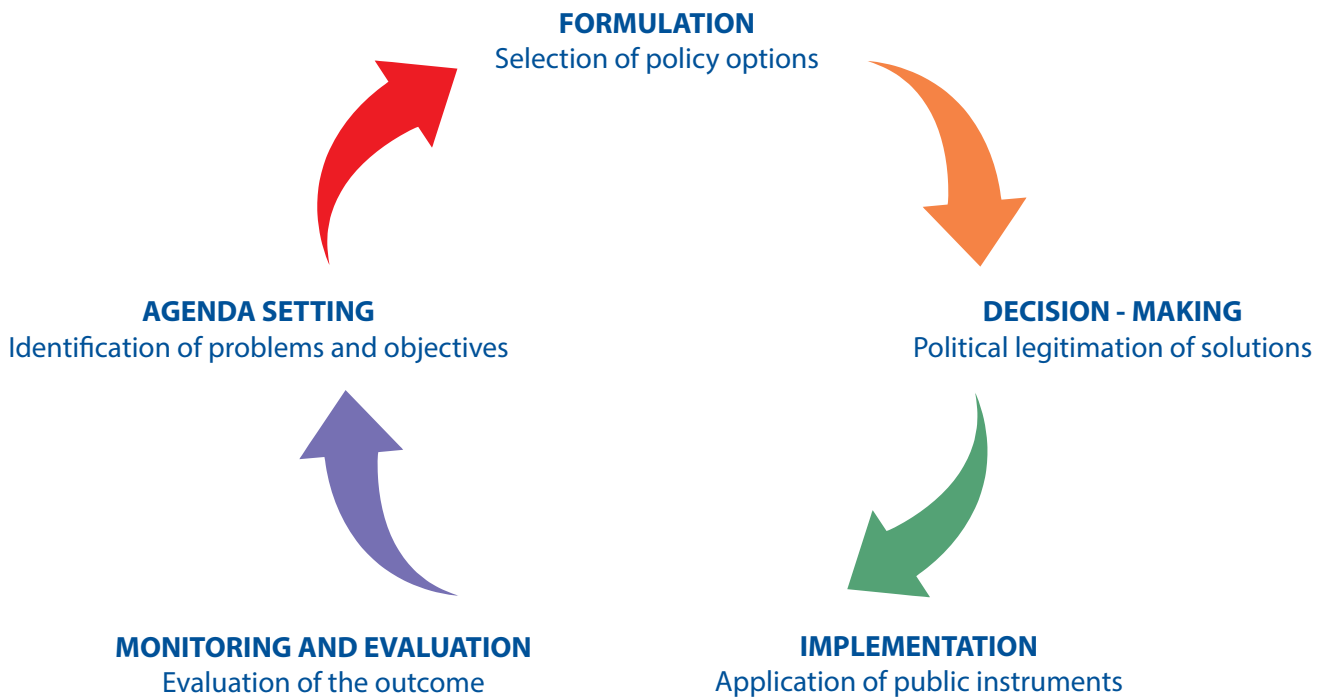 FORMULATION
Selection of policy options
AGENDA SETTING
Identification of problems and objectives
DECISION - MAKING
Political legitimation of solutions
MONITORING AND EVALUATION
Evaluation of the outcome
IMPLEMENTATION
Application of public instruments